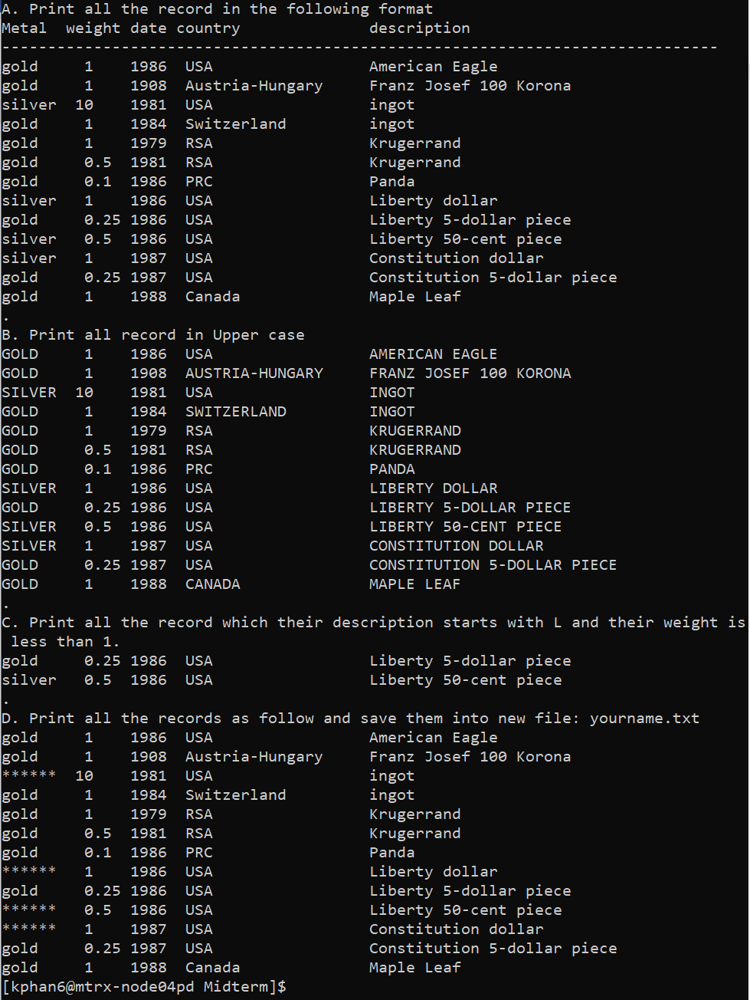 A. Print all the record in the following format
Metal  weight date country              description
------------------------------------------------------------------------------
gold     1    1986  USA                 American Eagle
gold     1    1908  Austria-Hungary     Franz Josef 100 Korona
silver  10    1981  USA                 ingot
gold     1    1984  Switzerland         ingot
gold     1    1979  RSA                 Krugerrand
gold     0.5  1981  RSA                 Krugerrand
gold     0.1  1986  PRC                 Panda
silver   1    1986  USA                 Liberty dollar
gold     0.25 1986  USA                 Liberty 5-dollar piece
silver   0.5  1986  USA                 Liberty 50-cent piece
silver   1    1987  USA                 Constitution dollar
gold     0.25 1987  USA                 Constitution 5-dollar piece
gold     1    1988  Canada              Maple Leaf
.
B. Print all record in Upper case
GOLD     1    1986  USA                 AMERICAN EAGLE
GOLD     1    1908  AUSTRIA-HUNGARY     FRANZ JOSEF 100 KORONA
SILVER  10    1981  USA                 INGOT
GOLD     1    1984  SWITZERLAND         INGOT
GOLD     1    1979  RSA                 KRUGERRAND
GOLD     0.5  1981  RSA                 KRUGERRAND
GOLD     0.1  1986  PRC                 PANDA
SILVER   1    1986  USA                 LIBERTY DOLLAR
GOLD     0.25 1986  USA                 LIBERTY 5-DOLLAR PIECE
SILVER   0.5  1986  USA                 LIBERTY 50-CENT PIECE
SILVER   1    1987  USA                 CONSTITUTION DOLLAR
GOLD     0.25 1987  USA                 CONSTITUTION 5-DOLLAR PIECE
GOLD     1    1988  CANADA              MAPLE LEAF
.
C. Print all the record which their description starts with L and their weight is
 less than 1.
gold     0.25 1986  USA                 Liberty 5-dollar piece
silver   0.5  1986  USA                 Liberty 50-cent piece
.
D. Print all the records as follow and save them into new file: yourname.txt
gold     1    1986  USA                 American Eagle
gold     1    1908  Austria-Hungary     Franz Josef 100 Korona
******  10    1981  USA                 ingot
gold     1    1984  Switzerland         ingot
gold     1    1979  RSA                 Krugerrand
gold     0.5  1981  RSA                 Krugerrand
gold     0.1  1986  PRC                 Panda
******   1    1986  USA                 Liberty dollar
gold     0.25 1986  USA                 Liberty 5-dollar piece
******   0.5  1986  USA                 Liberty 50-cent piece
******   1    1987  USA                 Constitution dollar
gold     0.25 1987  USA                 Constitution 5-dollar piece
gold     1    1988  Canada              Maple Leaf
[kphan6@mtrx-node04pd Midterm]$